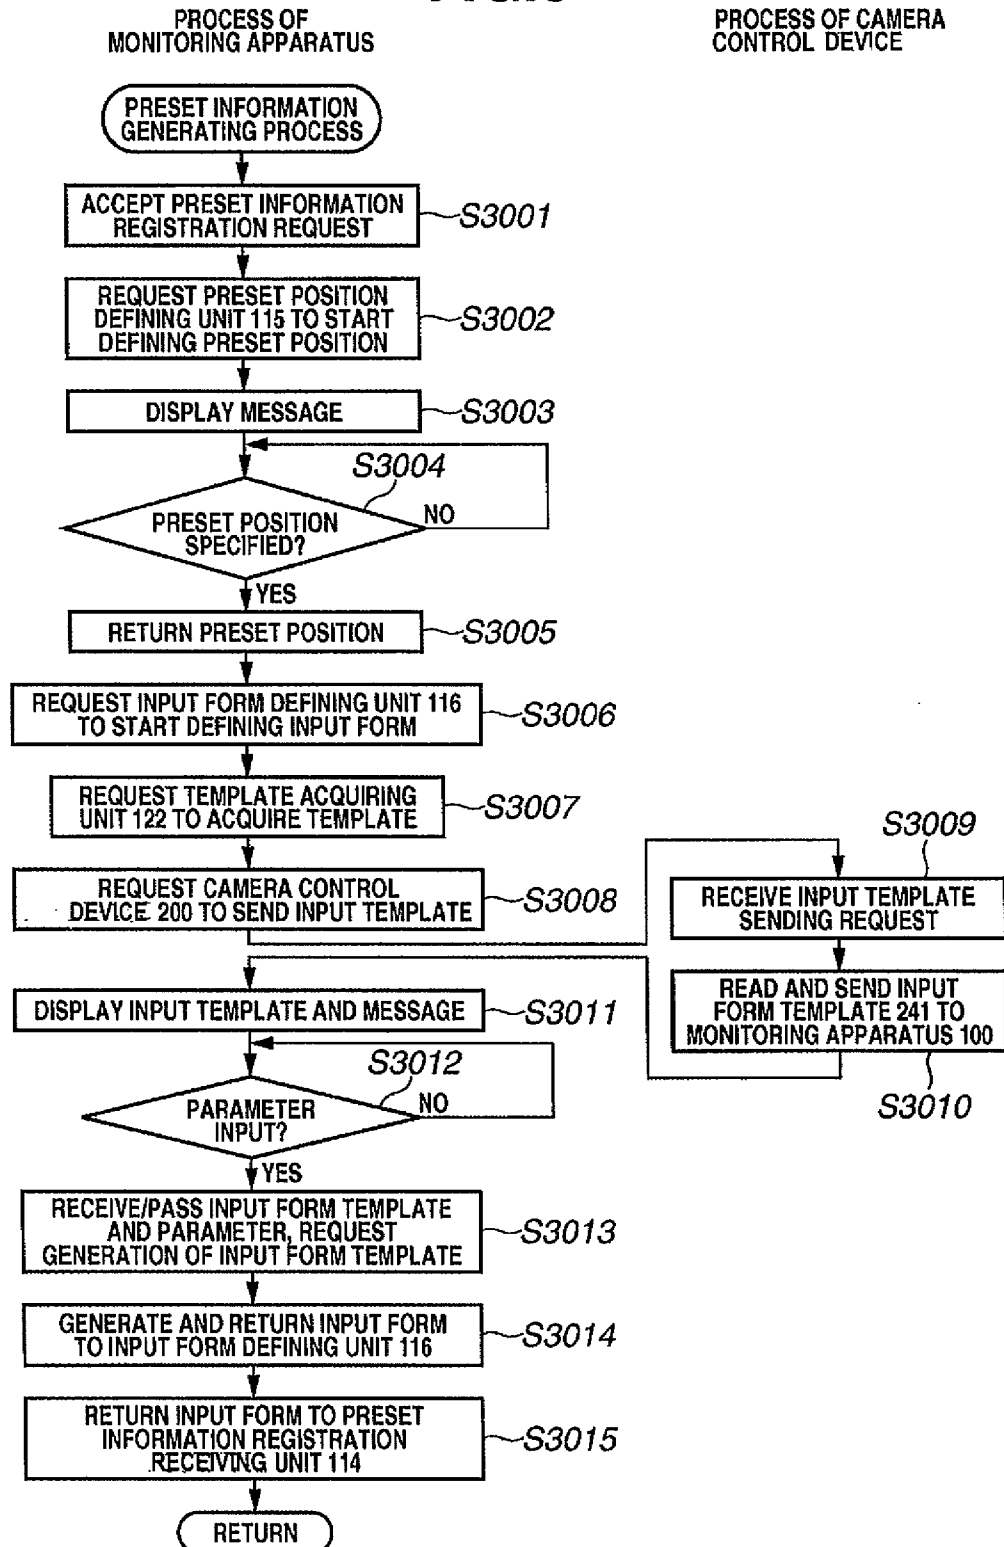 PROCESS OF
MONITORING APPARATUS
PROCESS OF CAMERA
CONTROL DEVICE
PRESET INFORMATION
GENERATING PROCESS
ACCEPT PRESET INFORMATION
REGISTRATION REQUEST
S3001
REQUEST PRESET POSITION
DEFINING UNIT 115 TO START
DEFINING PRESET POSITION
S3002
DISPLAY MESSAGE
S3003
S3004
PRESET POSITION
SPECIFIED?
NO
YES
RETURN PRESET POSITION
S3005
REQUEST INPUT FORM DEFINING UNIT 116
TO START DEFINING INPUT FORM
S3006
REQUEST TEMPLATE ACQUIRING
UNIT 122 TO ACQUIRE TEMPLATE
S3007
REQUEST CAMERA CONTROL
DEVICE 200 TO SEND INPUT TEMPLATE
S3008
S3009
RECEIVE INPUT TEMPLATE
SENDING REQUEST
READ AND SEND INPUT
FORM TEMPLATE 241 TO
MONITORING APPARATUS 100
S3010
DISPLAY INPUT TEMPLATE AND MESSAGE
S3011
S3012
PARAMETER
INPUT?
NO
YES
RECEIVE/PASS INPUT FORM TEMPLATE
AND PARAMETER, REQUEST
GENERATION OF INPUT FORM TEMPLATE
S3013
GENERATE AND RETURN INPUT FORM
TO INPUT FORM DEFINING UNIT 116
S3014
RETURN INPUT FORM TO PRESET
INFORMATION REGISTRATION
RECEIVING UNIT 114
S3015
RETURN